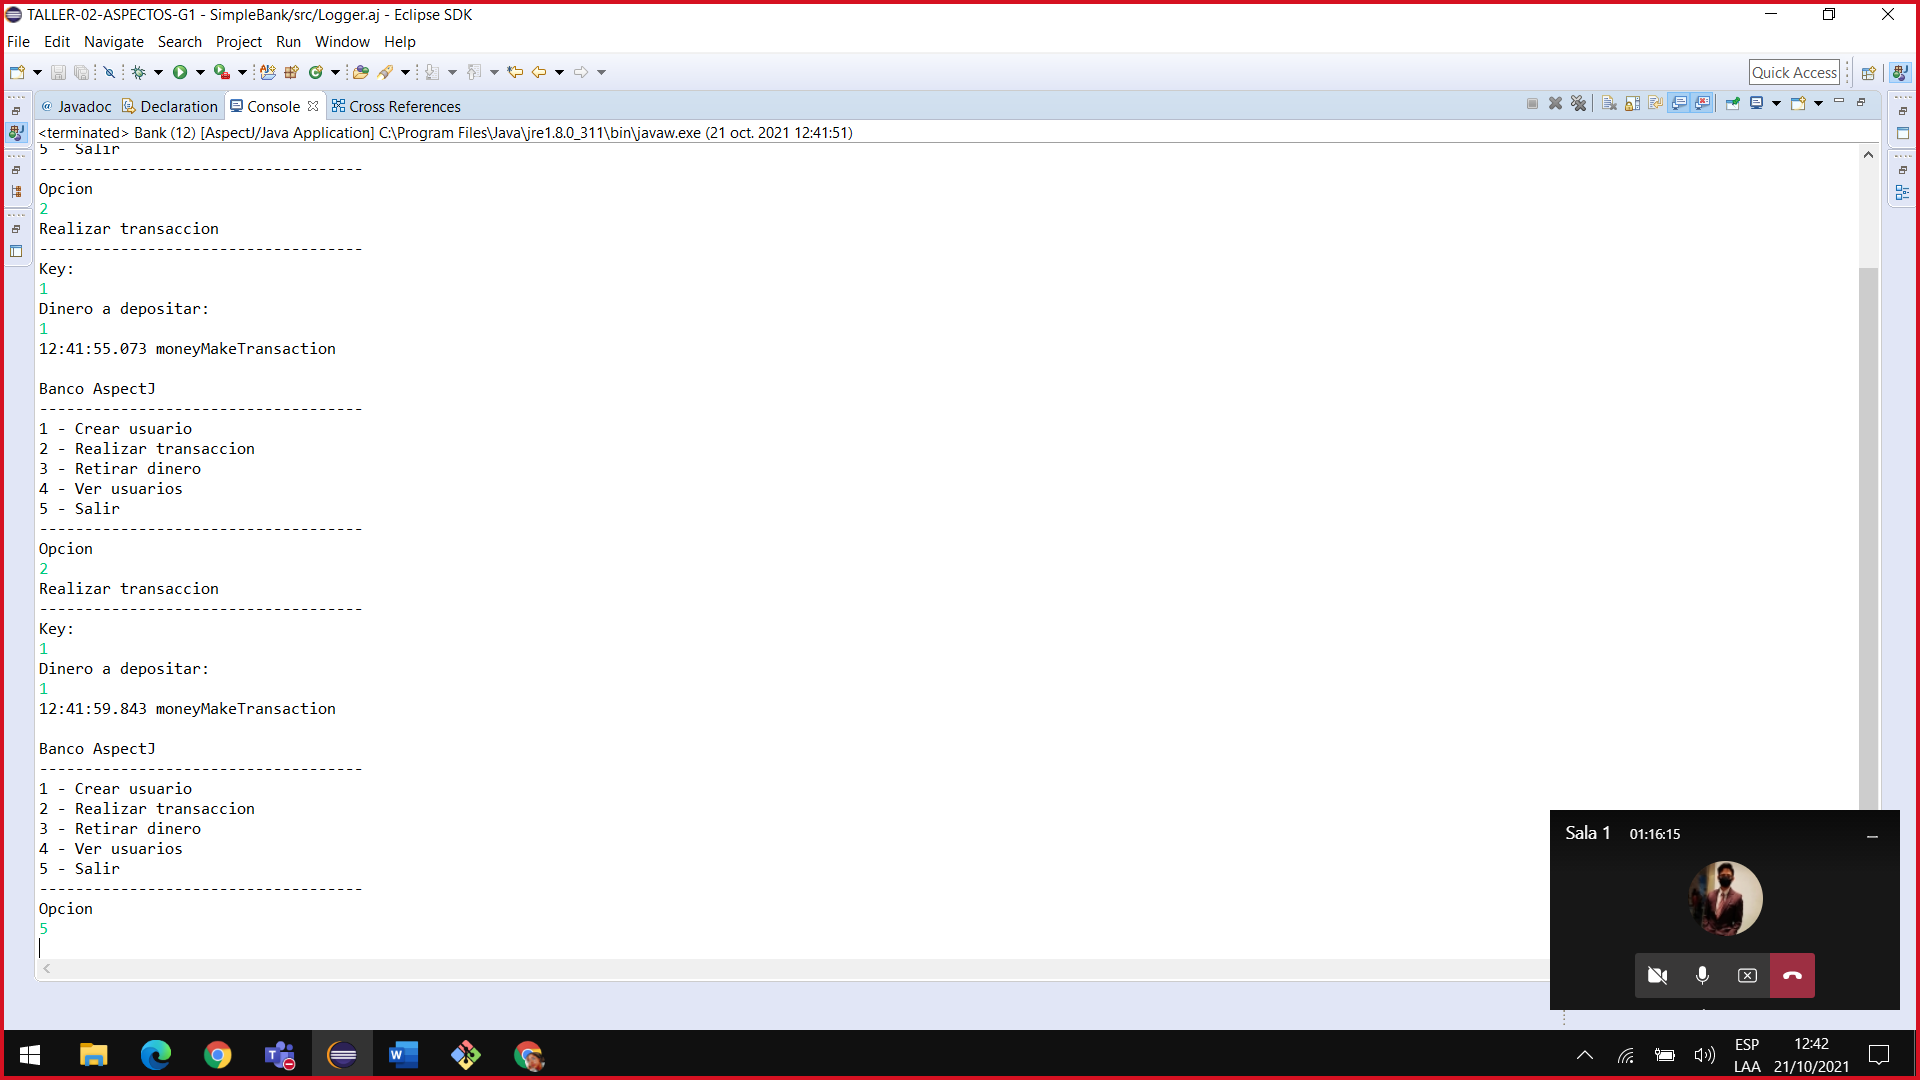 TALLER-02-ASPECTOS-G1 - SimpleBank/src/Logger.aj - Eclipse SDK
File Edit Navigate Search Project Run Window Help
Quick Access
@ Javadoc Declaration Console Cross References
<terminated> Bank (12) [AspectJ/Java Application] C:\Program Files\Java\jre1.8.0_311\bin\javaw.exe (21 oct. 2021 12:41:51)
5 - Salir
------------------------------------
Opcion
2
Realizar transaccion
------------------------------------
Key:
1
Dinero a depositar:
1
12:41:55.073 moneyMakeTransaction
Banco AspectJ
------------------------------------
1 - Crear usuario
2 - Realizar transaccion
3 - Retirar dinero
4 - Ver usuarios
5 - Salir
------------------------------------
Opcion
2
Realizar transaccion
------------------------------------
Key:
1
Dinero a depositar:
1
12:41:59.843 moneyMakeTransaction
Banco AspectJ
------------------------------------
1 - Crear usuario
2 - Realizar transaccion
3 - Retirar dinero
4 - Ver usuarios
5 - Salir
------------------------------------
Opcion
5
Sala 1 01:16:15
ESP
LAA
12:42
21/10/2021